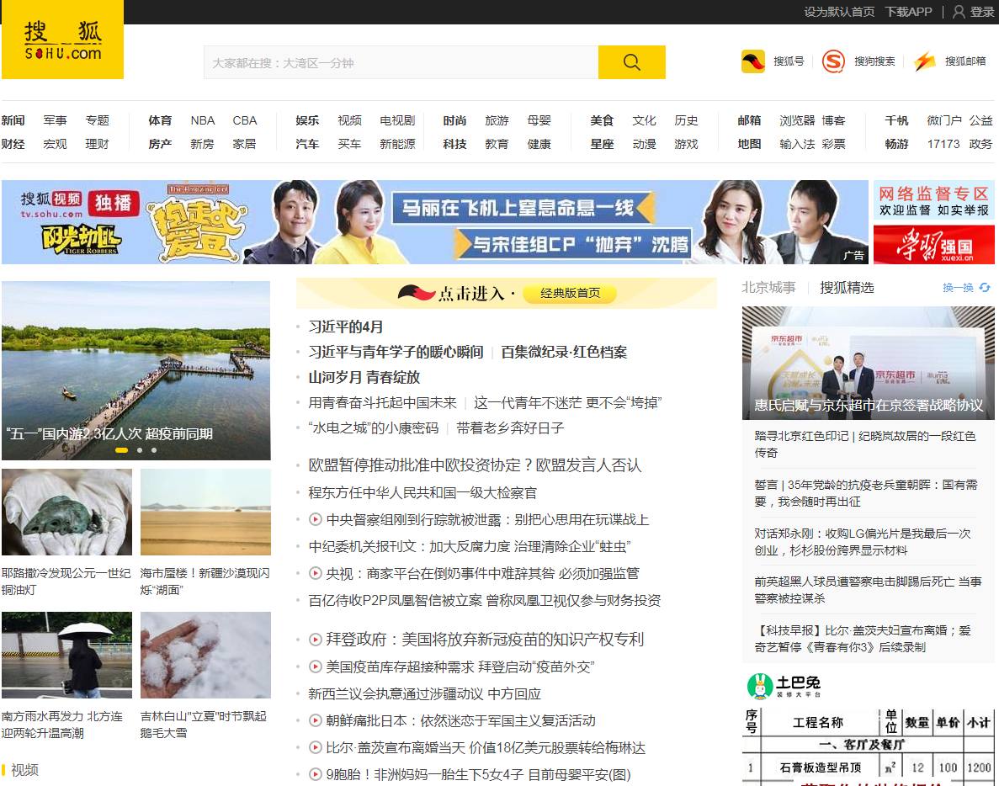 设为默认首页 下载APP 登录
搜狐
SOHU.com
大家都在搜：大湾区一分钟
搜狐号 搜狗搜索 搜狐邮箱
新闻 军事 专题 体育 NBA CBA 娱乐 视频 电视剧 时尚 旅游 母婴 美食 文化 历史 邮箱 浏览器 博客 千帆 微门户 公益
财经 宏观 理财 房产 新房 家居 汽车 买车 新能源 科技 教育 健康 星座 动漫 游戏 地图 输入法 彩票 畅游 17173 政务
搜狐视频 独播
tv.sohu.com
阳光劫匪
TIGER ROBBERS
The Amazing Idol
抱走吧爱豆
马丽在飞机上窒息命悬一线
与宋佳组CP “抛弃” 沈腾
广告
网络监督专区
欢迎监督 如实举报
学习强国
xuexi.cn
“五一”国内游2.3亿人次 超疫前同期
耶路撒冷发现公元一世纪
铜油灯
海市蜃楼！新疆沙漠现闪
烁“湖面”
南方雨水再发力 北方连
迎两轮升温高潮
吉林白山"立夏"时节飘起
鹅毛大雪
视频
点击进入· 经典版首页
习近平的4月
习近平与青年学子的暖心瞬间 | 百集微纪录·红色档案
山河岁月 青春绽放
用青春奋斗托起中国未来 | 这一代青年不迷茫 更不会“垮掉”
“水电之城”的小康密码 | 带着老乡奔好日子
欧盟暂停推动批准中欧投资协定？欧盟发言人否认
程东方任中华人民共和国一级大检察官
中央督察组刚到行踪就被泄露：别把心思用在玩谍战上
中纪委机关报刊文：加大反腐力度 治理清除企业“蛀虫”
央视：商家平台在倒奶事件中难辞其咎 必须加强监管
百亿待收P2P凤凰智信被立案 曾称凤凰卫视仅参与财务投资
拜登政府：美国将放弃新冠疫苗的知识产权专利
美国疫苗库存超接种需求 拜登启动“疫苗外交”
新西兰议会执意通过涉疆动议 中方回应
朝鲜痛批日本：依然迷恋于军国主义复活活动
比尔·盖茨宣布离婚当天 价值18亿美元股票转给梅琳达
9胞胎！非洲妈妈一胎生下5女4子 目前母婴平安(图)
北京城事 搜狐精选 换一换
京东超市 illuma
天赋成长
启赋未来
京东超市 illuma
惠氏启赋与京东超市在京签署战略协议
踏寻北京红色印记 | 纪晓岚故居的一段红色
传奇
誓言 | 35年党龄的抗疫老兵童朝晖：国有需
要，我会随时再出征
对话郑永刚：收购LG偏光片是我最后一次
创业，杉杉股份跨界显示材料
前英超黑人球员遭警察电击脚踢后死亡 当事
警察被控谋杀
【科技早报】比尔·盖茨夫妇宣布离婚；爱
奇艺暂停《青春有你3》后续录制
土巴兔
装修大平台
序号 工程名称 单位 数量 单价 小计
一、客厅及餐厅
1 石膏板造型吊顶 ㎡ 12 100 1200